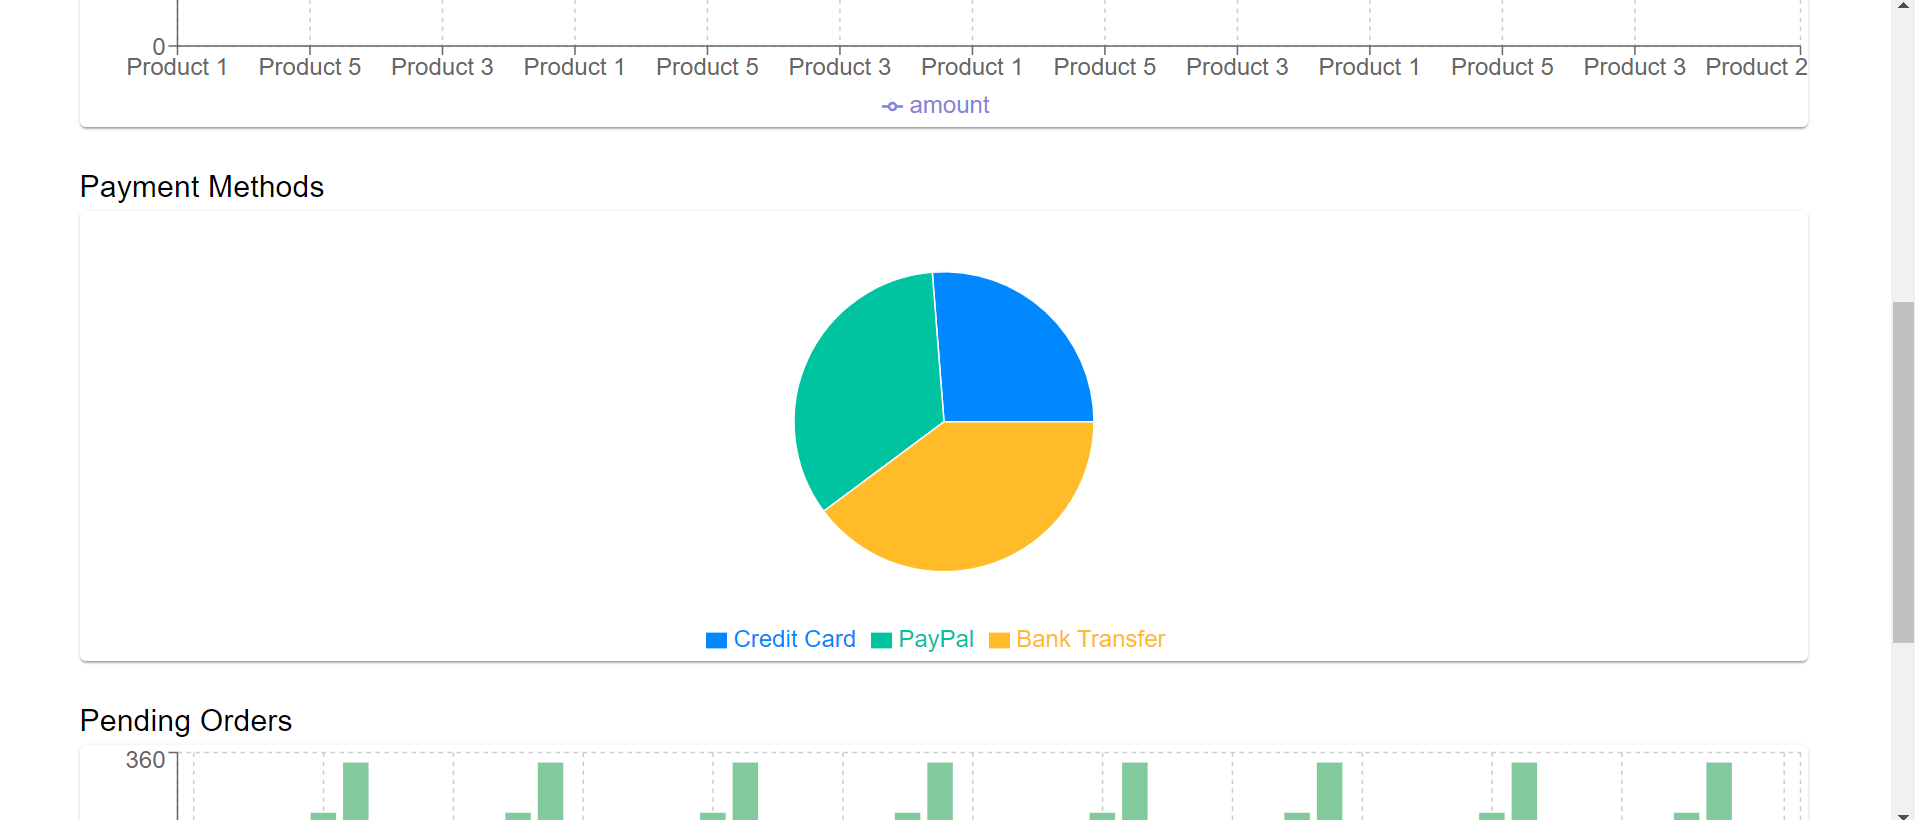 0
Product 1 Product 5 Product 3 Product 1 Product 5 Product 3 Product 1 Product 5 Product 3 Product 1 Product 5 Product 3 Product 2
amount
Payment Methods
Credit Card PayPal Bank Transfer
Pending Orders
360